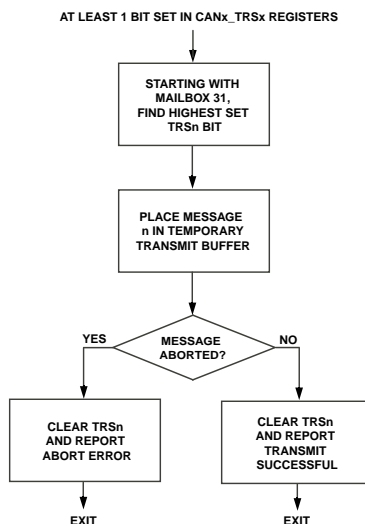 AT LEAST 1 BIT SET IN CANx_TRSx REGISTERS
STARTING WITH
MAILBOX 31,
FIND HIGHEST SET
TRSn BIT
PLACE MESSAGE
n IN TEMPORARY
TRANSMIT BUFFER
MESSAGE
ABORTED?
YES
NO
CLEAR TRSn
AND REPORT
ABORT ERROR
CLEAR TRSn
AND REPORT
TRANSMIT
SUCCESSFUL
EXIT
EXIT